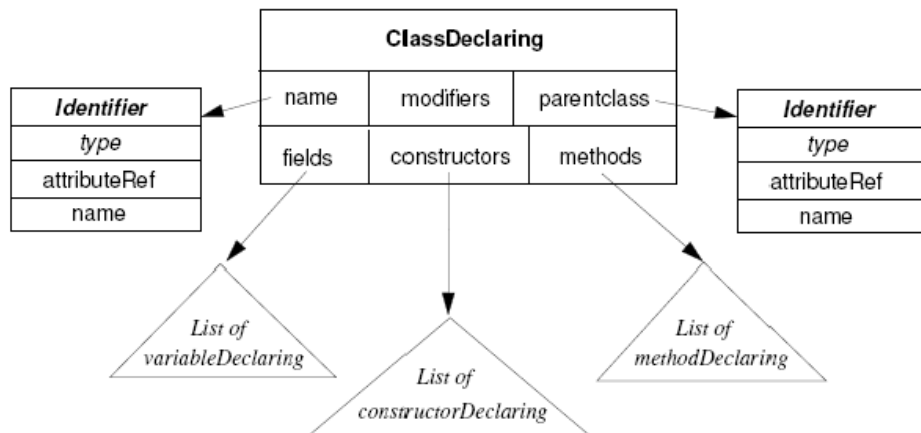 ClassDeclaring
name modifiers parentclass
fields constructors methods
Identifier
type
attributeRef
name
Identifier
type
attributeRef
name
List of
variableDeclaring
List of
constructorDeclaring
List of
methodDeclaring